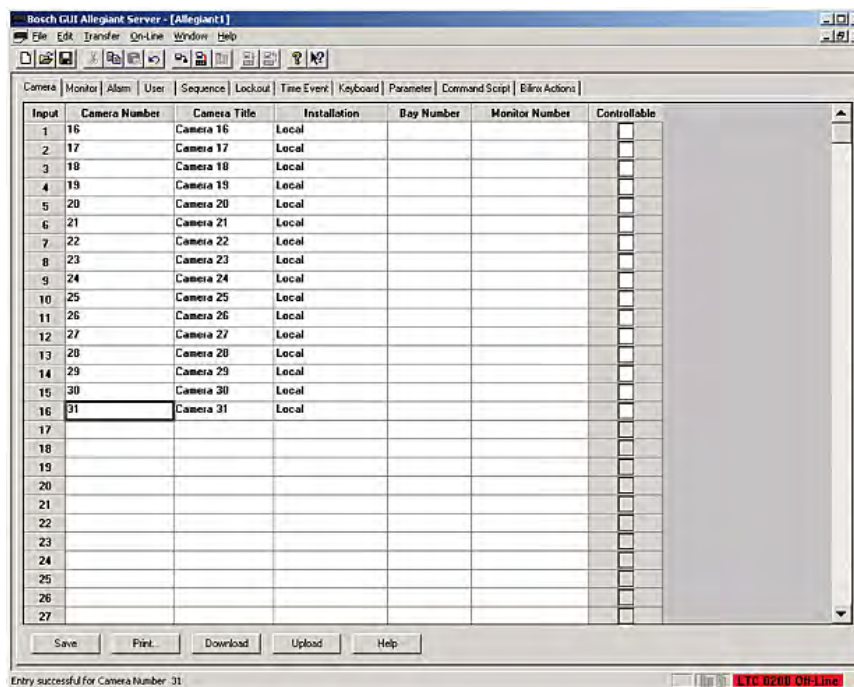 Bosch GUI Allegiant Server - [Allegiant1]
File Edit Transfer On-Line Window Help
Camera Monitor Alarm User Sequence Lockout Time Event Keyboard Parameter Command Script Bilinx Actions
Input Camera Number Camera Title Installation Bay Number Monitor Number Controllable
1 16 Camera 16 Local
2 17 Camera 17 Local
3 18 Camera 18 Local
4 19 Camera 19 Local
5 20 Camera 20 Local
6 21 Camera 21 Local
7 22 Camera 22 Local
8 23 Camera 23 Local
9 24 Camera 24 Local
10 25 Camera 25 Local
11 26 Camera 26 Local
12 27 Camera 27 Local
13 28 Camera 28 Local
14 29 Camera 29 Local
15 30 Camera 30 Local
16 31 Camera 31 Local
17
18
19
20
21
22
23
24
25
26
27
Save Print... Download Upload Help
Entry successful for Camera Number 31 LTC 8200 Off-Line